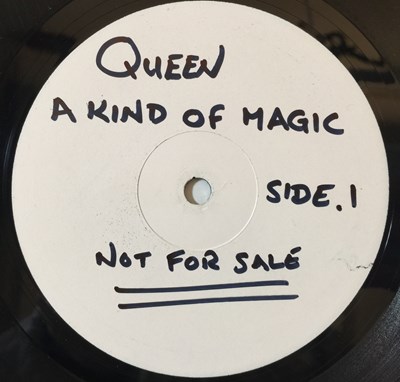 QUEEN
A KIND OF MAGIC
SIDE.1
NOT FOR SALE